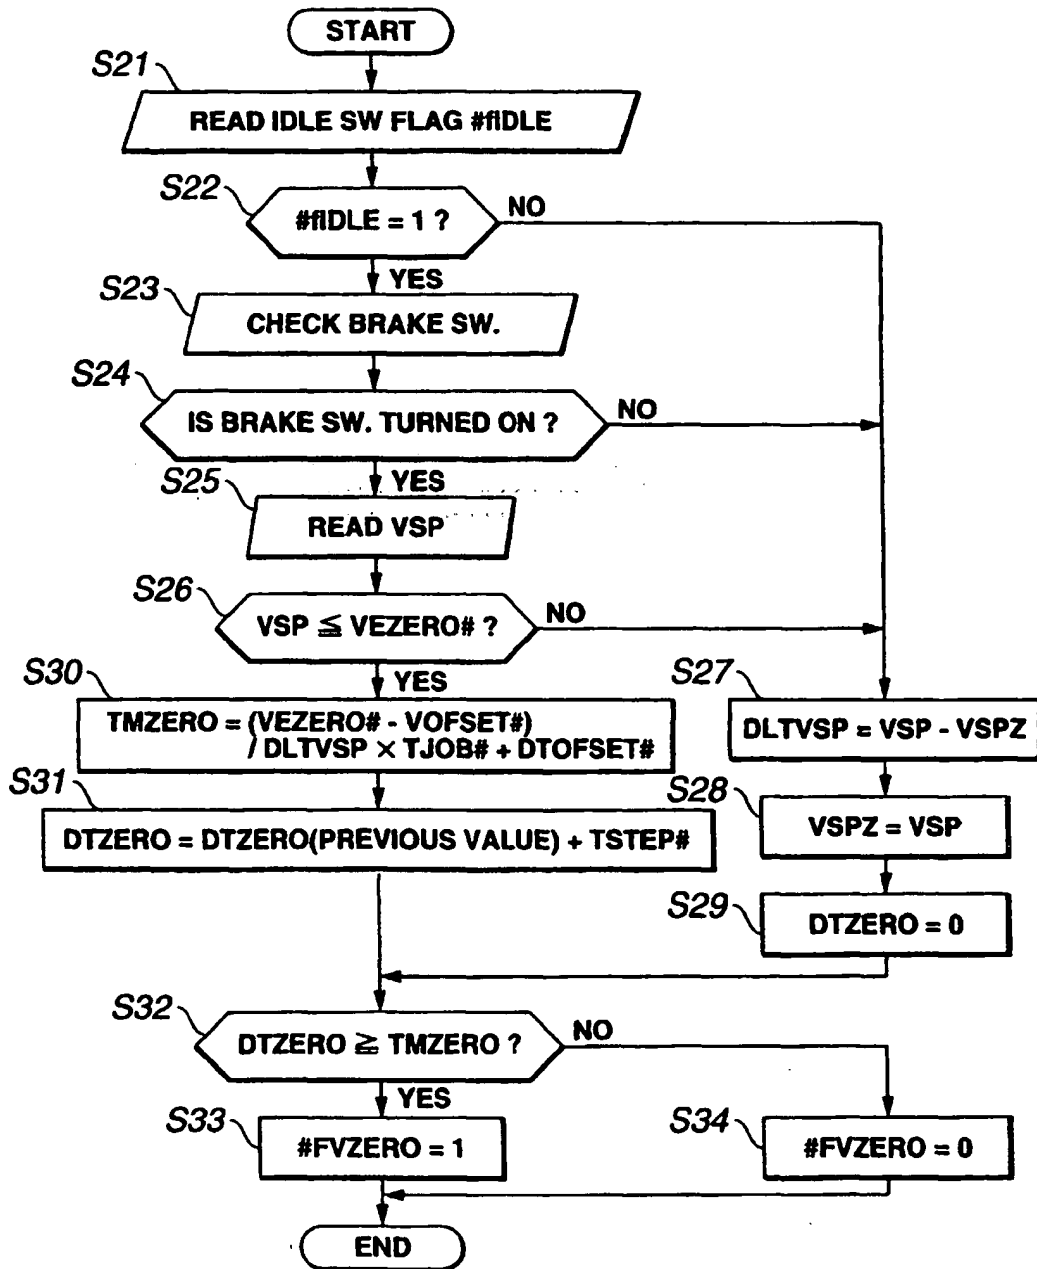 START
S21
READ IDLE SW FLAG #fIDLE
S22
#fIDLE = 1 ?
NO
YES
S23
CHECK BRAKE SW.
S24
IS BRAKE SW. TURNED ON ?
NO
YES
S25
READ VSP
S26
VSP ≦ VEZERO# ?
NO
YES
S30
TMZERO = (VEZERO# - VOFSET#)
/ DLTVSP × TJOB# + DTOFSET#
S31
DTZERO = DTZERO(PREVIOUS VALUE) + TSTEP#
S27
DLTVSP = VSP - VSPZ
S28
VSPZ = VSP
S29
DTZERO = 0
S32
DTZERO ≧ TMZERO ?
NO
YES
S33
#FVZERO = 1
S34
#FVZERO = 0
END